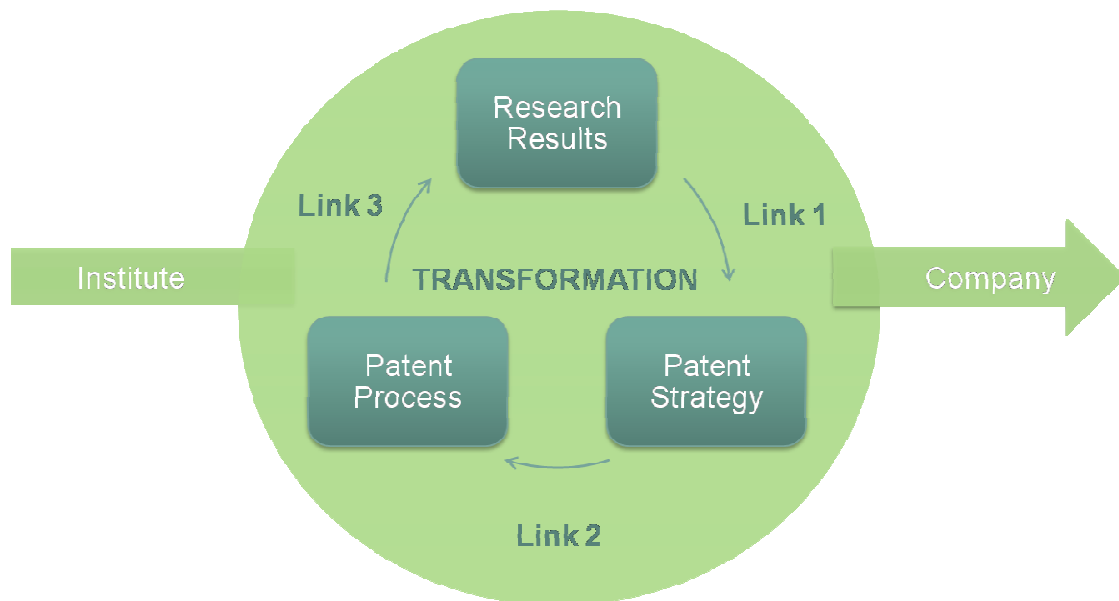 Research
Results
Link 3
Link 1
Institute
TRANSFORMATION
Company
Patent
Process
Patent
Strategy
Link 2